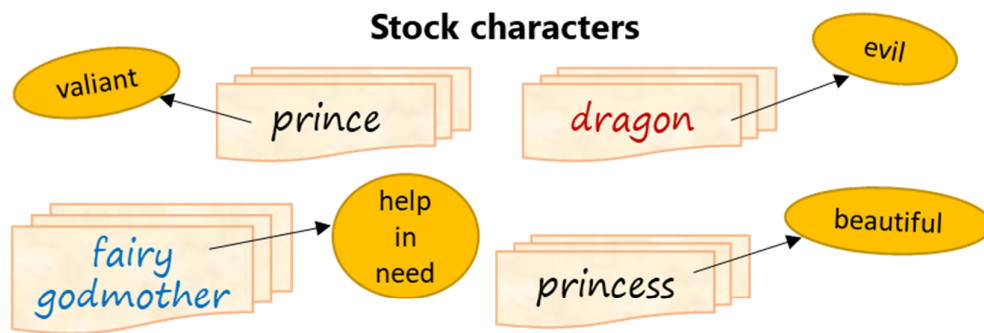 Stock characters
valiant
prince
dragon
evil
fairy
godmother
help
in
need
princess
beautiful